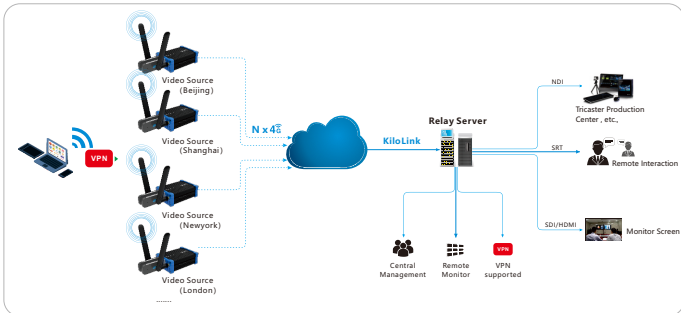 VPN
Video Source
(Beijing)
Video Source
(Shanghai)
Video Source
(Newyork)
Video Source
(London)
.......
N x 4G
KiloLink
Relay Server
Central
Management
Remote
Monitor
VPN
VPN
supported
NDI
Tricaster Production
Center , etc.,
SRT
Remote Interaction
SDI/HDMI
Monitor Screen